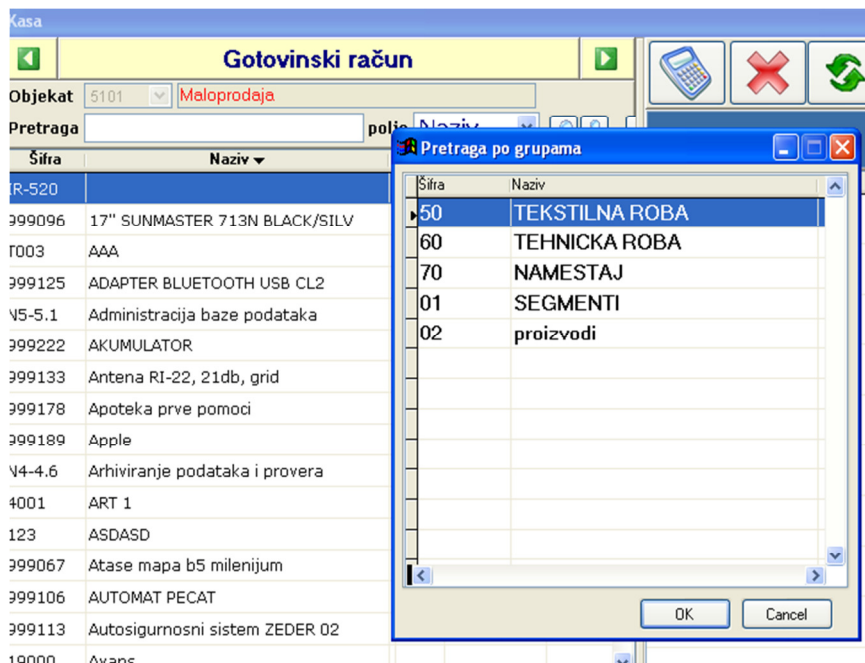 Kasa
Gotovinski račun
Objekat 5101 Maloprodaja
Pretraga polje Naziv
Šifra Naziv
IR-520
999096 17" SUNMASTER 713N BLACK/SILV
T003 AAA
999125 ADAPTER BLUETOOTH USB CL2
N5-5.1 Administracija baze podataka
999222 AKUMULATOR
999133 Antena RI-22, 21db, grid
999178 Apoteka prve pomoci
999189 Apple
N4-4.6 Arhiviranje podataka i provera
4001 ART 1
123 ASDASD
999067 Atase mapa b5 milenijum
999106 AUTOMAT PECAT
999113 Autosigurnosni sistem ZEDER 02
19000 Avans
Pretraga po grupama
Šifra Naziv
50 TEKSTILNA ROBA
60 TEHNICKA ROBA
70 NAMESTAJ
01 SEGMENTI
02 proizvodi
OK Cancel